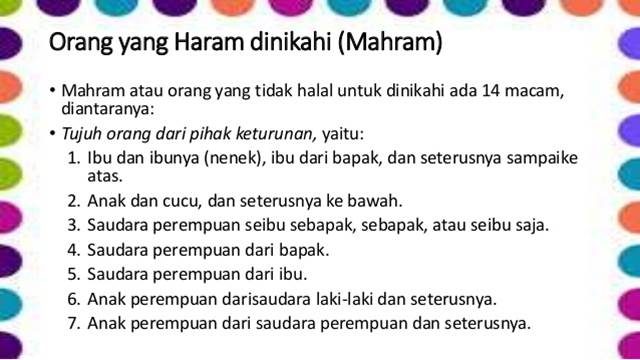 Orang yang Haram dinikahi (Mahram)
• Mahram atau orang yang tidak halal untuk dinikahi ada 14 macam,
diantaranya:
• Tujuh orang dari pihak keturunan, yaitu:
1. Ibu dan ibunya (nenek), ibu dari bapak, dan seterusnya sampaike
atas.
2. Anak dan cucu, dan seterusnya ke bawah.
3. Saudara perempuan seibu sebapak, sebapak, atau seibu saja.
4. Saudara perempuan dari bapak.
5. Saudara perempuan dari ibu.
6. Anak perempuan darisaudara laki-laki dan seterusnya.
7. Anak perempuan dari saudara perempuan dan seterusnya.